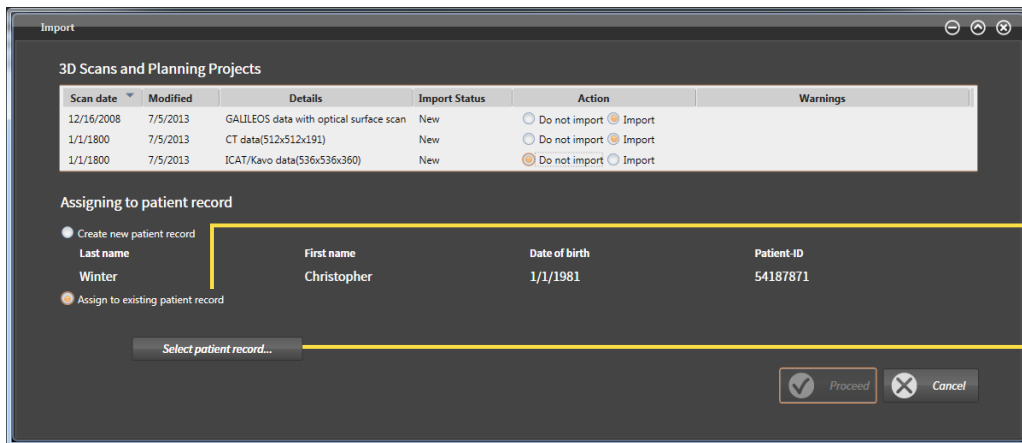 Import
3D Scans and Planning Projects
Scan date Modified Details Import Status Action Warnings
12/16/2008 7/5/2013 GALILEOS data with optical surface scan New Do not import Import
1/1/1800 7/5/2013 CT data(512x512x191) New Do not import Import
1/1/1800 7/5/2013 ICAT/Kavo data(536x536x360) New Do not import Import
Assigning to patient record
Create new patient record
Last name First name Date of birth Patient-ID
Winter Christopher 1/1/1981 54187871
Assign to existing patient record
Select patient record...
Proceed Cancel